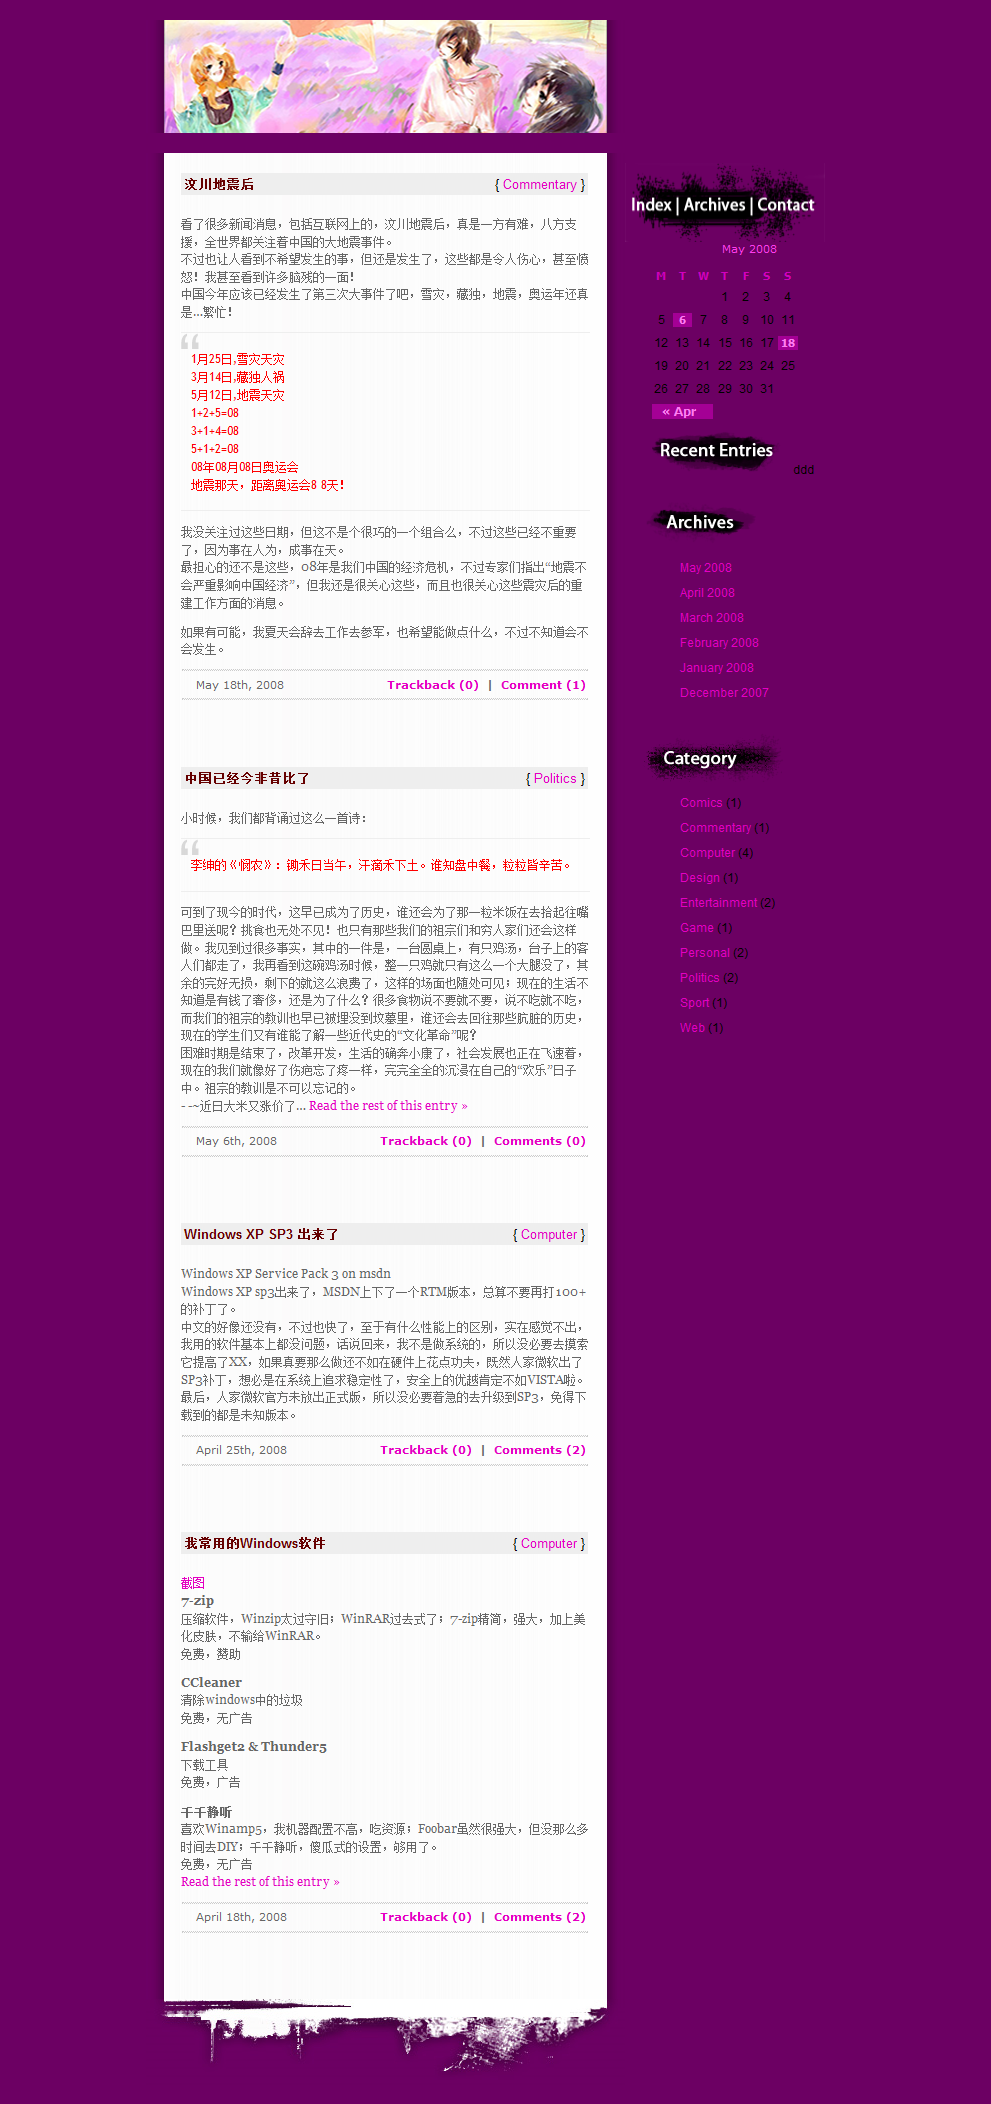 汶川地震后 { Commentary }
看了很多新闻消息，包括互联网上的，汶川地震后，真是一方有难，八方支
援，全世界都关注着中国的大地震事件。
不过也让人看到不希望发生的事，但还是发生了，这些都是令人伤心，甚至愤
怒！我甚至看到许多脑残的一面！
中国今年应该已经发生了第三次大事件了吧，雪灾，藏独，地震，奥运年还真
是…繁忙！
1月25日,雪灾天灾
3月14日,藏独人祸
5月12日,地震天灾
1+2+5=08
3+1+4=08
5+1+2=08
08年08月08日奥运会
地震那天，距离奥运会8 8天！
我没关注过这些日期，但这不是个很巧的一个组合么，不过这些已经不重要
了，因为事在人为，成事在天。
最担心的还不是这些，08年是我们中国的经济危机，不过专家们指出“地震不
会严重影响中国经济”，但我还是很关心这些，而且也很关心这些震灾后的重
建工作方面的消息。
如果有可能，我夏天会辞去工作去参军，也希望能做点什么，不过不知道会不
会发生。
May 18th, 2008 Trackback (0) | Comment (1)
中国已经今非昔比了 { Politics }
小时候，我们都背诵过这么一首诗：
李绅的《悯农》：锄禾日当午，汗滴禾下土。谁知盘中餐，粒粒皆辛苦。
可到了现今的时代，这早已成为了历史，谁还会为了那一粒米饭在去拾起往嘴
巴里送呢？挑食也无处不见！也只有那些我们的祖宗们和穷人家们还会这样
做。我见到过很多事实，其中的一件是，一台圆桌上，有只鸡汤，台子上的客
人们都走了，我再看到这碗鸡汤时候，整一只鸡就只有这么一个大腿没了，其
余的完好无损，剩下的就这么浪费了，这样的场面也随处可见；现在的生活不
知道是有钱了奢侈，还是为了什么？很多食物说不要就不要，说不吃就不吃，
而我们的祖宗的教训也早已被埋没到坟墓里，谁还会去回往那些肮脏的历史，
现在的学生们又有谁能了解一些近代史的“文化革命”呢？
困难时期是结束了，改革开发，生活的确奔小康了，社会发展也正在飞速着，
现在的我们就像好了伤疤忘了疼一样，完完全全的沉浸在自己的“欢乐”日子
中。祖宗的教训是不可以忘记的。
- -~近日大米又涨价了… Read the rest of this entry »
May 6th, 2008 Trackback (0) | Comments (0)
Windows XP SP3 出来了 { Computer }
Windows XP Service Pack 3 on msdn
Windows XP sp3出来了，MSDN上下了一个RTM版本，总算不要再打100+
的补丁了。
中文的好像还没有，不过也快了，至于有什么性能上的区别，实在感觉不出，
我用的软件基本上都没问题，话说回来，我不是做系统的，所以没必要去摸索
它提高了XX，如果真要那么做还不如在硬件上花点功夫，既然人家微软出了
SP3补丁，想必是在系统上追求稳定性了，安全上的优越肯定不如VISTA啦。
最后，人家微软官方未放出正式版，所以没必要着急的去升级到SP3，免得下
载到的都是未知版本。
April 25th, 2008 Trackback (0) | Comments (2)
我常用的Windows软件 { Computer }
截图
7-zip
压缩软件，Winzip太过守旧；WinRAR过去式了；7-zip精简，强大，加上美
化皮肤，不输给WinRAR。
免费，赞助
CCleaner
清除windows中的垃圾
免费，无广告
Flashget2 & Thunder5
下载工具
免费，广告
千千静听
喜欢Winamp5，我机器配置不高，吃资源；Foobar虽然很强大，但没那么多
时间去DIY；千千静听，傻瓜式的设置，够用了。
免费，无广告
Read the rest of this entry »
April 18th, 2008 Trackback (0) | Comments (2)
Index | Archives | Contact
May 2008
M T W T F S S
1 2 3 4
5 6 7 8 9 10 11
12 13 14 15 16 17 18
19 20 21 22 23 24 25
26 27 28 29 30 31
« Apr
Recent Entries
ddd
Archives
May 2008
April 2008
March 2008
February 2008
January 2008
December 2007
Category
Comics (1)
Commentary (1)
Computer (4)
Design (1)
Entertainment (2)
Game (1)
Personal (2)
Politics (2)
Sport (1)
Web (1)